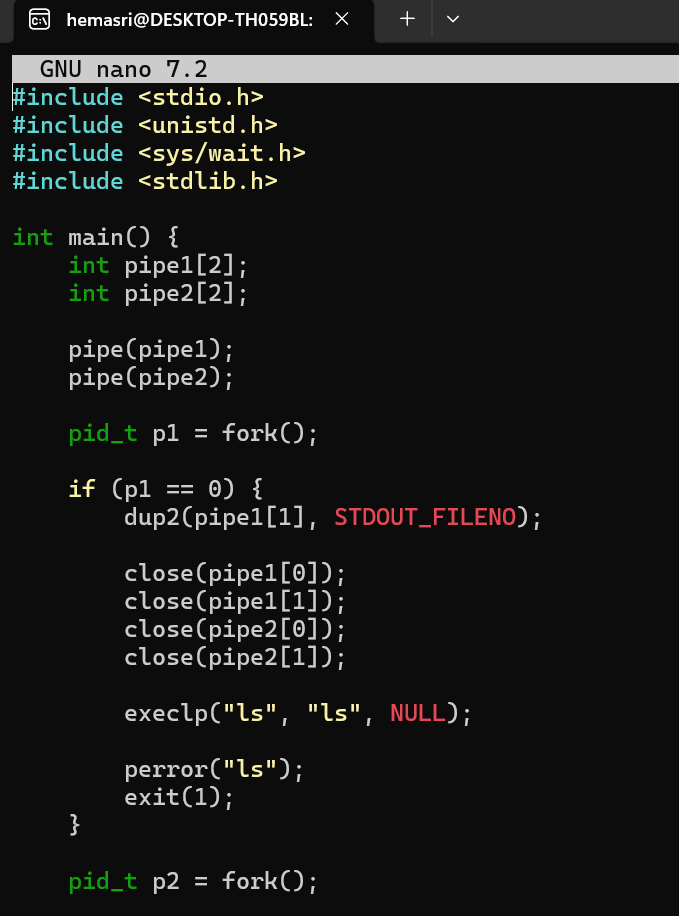 hemasri@DESKTOP-TH059BL:
GNU nano 7.2
#include <stdio.h>
#include <unistd.h>
#include <sys/wait.h>
#include <stdlib.h>
int main() {
    int pipe1[2];
    int pipe2[2];
    pipe(pipe1);
    pipe(pipe2);
    pid_t p1 = fork();
    if (p1 == 0) {
        dup2(pipe1[1], STDOUT_FILENO);
        close(pipe1[0]);
        close(pipe1[1]);
        close(pipe2[0]);
        close(pipe2[1]);
        execlp("ls", "ls", NULL);
        perror("ls");
        exit(1);
    }
    pid_t p2 = fork();